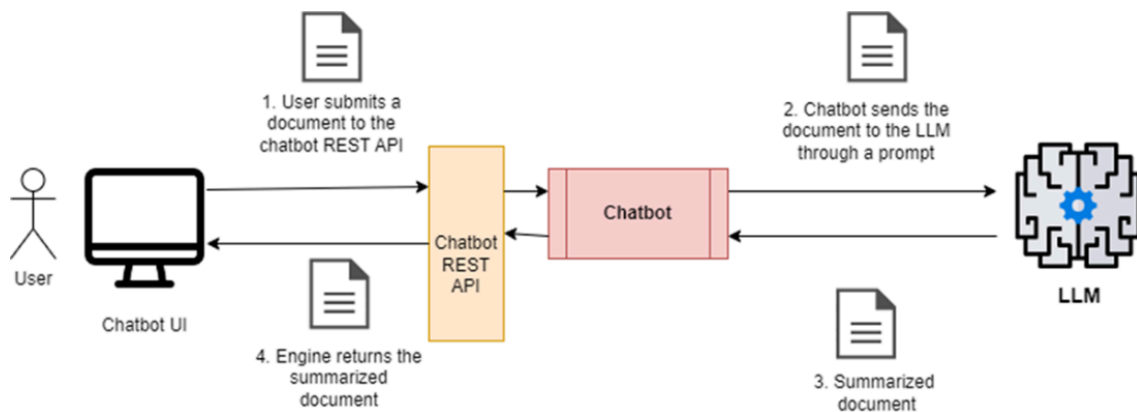 1. User submits a
document to the
chatbot REST API
2. Chatbot sends the
document to the LLM
through a prompt
User
Chatbot UI
Chatbot
REST
API
Chatbot
LLM
4. Engine returns the
summarized
document
3. Summarized
document